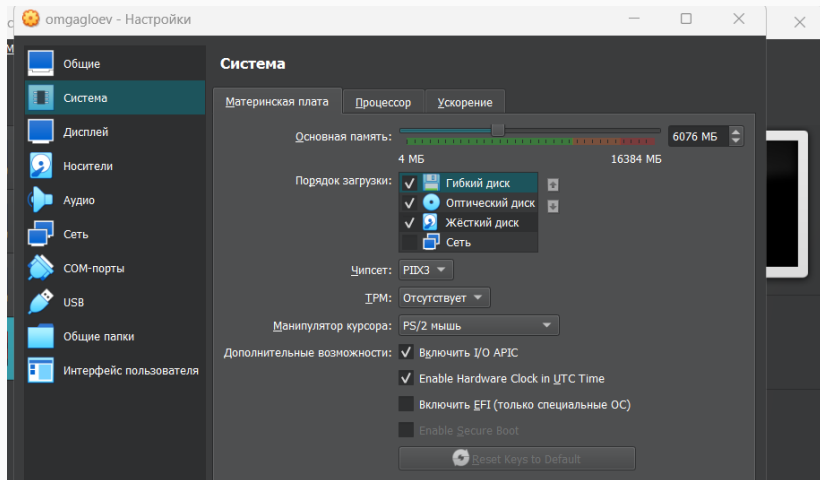 omgagloev - Настройки
Общие
Система
Дисплей
Носители
Аудио
Сеть
COM-порты
USB
Общие папки
Интерфейс пользователя
Система
Материнская плата
Процессор
Ускорение
Основная память:
6076 МБ
4 МБ
16384 МБ
Порядок загрузки:
Гибкий диск
Оптический диск
Жёсткий диск
Сеть
Чипсет:
PIIX3
TPM:
Отсутствует
Манипулятор курсора:
PS/2 мышь
Дополнительные возможности:
Включить I/O APIC
Enable Hardware Clock in UTC Time
Включить EFI (только специальные ОС)
Enable Secure Boot
Reset Keys to Default